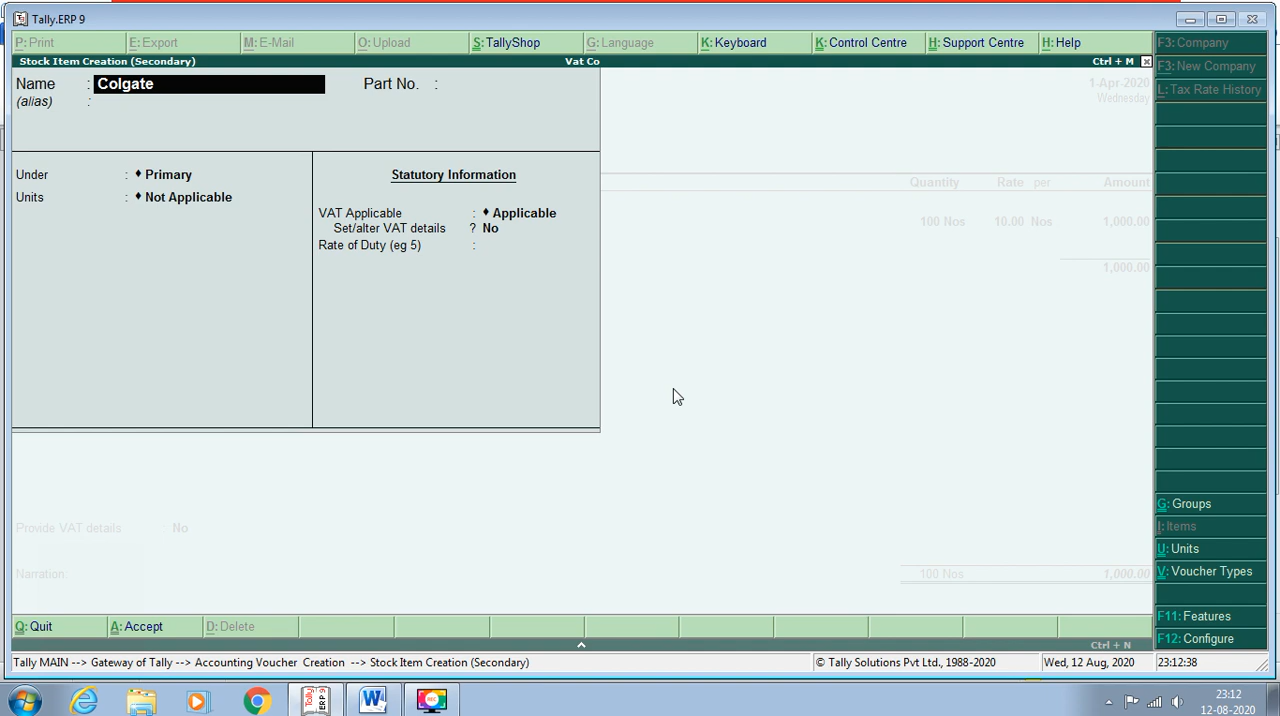 Tally.ERP 9
P: Print E: Export M: E-Mail O: Upload S: TallyShop G: Language K: Keyboard K: Control Centre H: Support Centre H: Help
Stock Item Creation (Secondary) Vat Co Ctrl + M
Name : Colgate Part No. :
(alias) :
1-Apr-2020
Wednesday
Under : ♦ Primary
Units : ♦ Not Applicable
Statutory Information
VAT Applicable : ♦ Applicable
Set/alter VAT details ? No
Rate of Duty (eg 5) :
Quantity Rate per Amount
100 Nos 10.00 Nos 1,000.00
1,000.00
Provide VAT details No
Narration:
100 Nos 1,000.00
F3: Company
F3: New Company
L: Tax Rate History
G: Groups
I: Items
U: Units
V: Voucher Types
F11: Features
F12: Configure
Q: Quit A: Accept D: Delete
Ctrl + N
Tally MAIN --> Gateway of Tally --> Accounting Voucher Creation --> Stock Item Creation (Secondary) © Tally Solutions Pvt Ltd., 1988-2020 Wed, 12 Aug, 2020 23:12:38
Tally ERP 9
W
23:12
12-08-2020